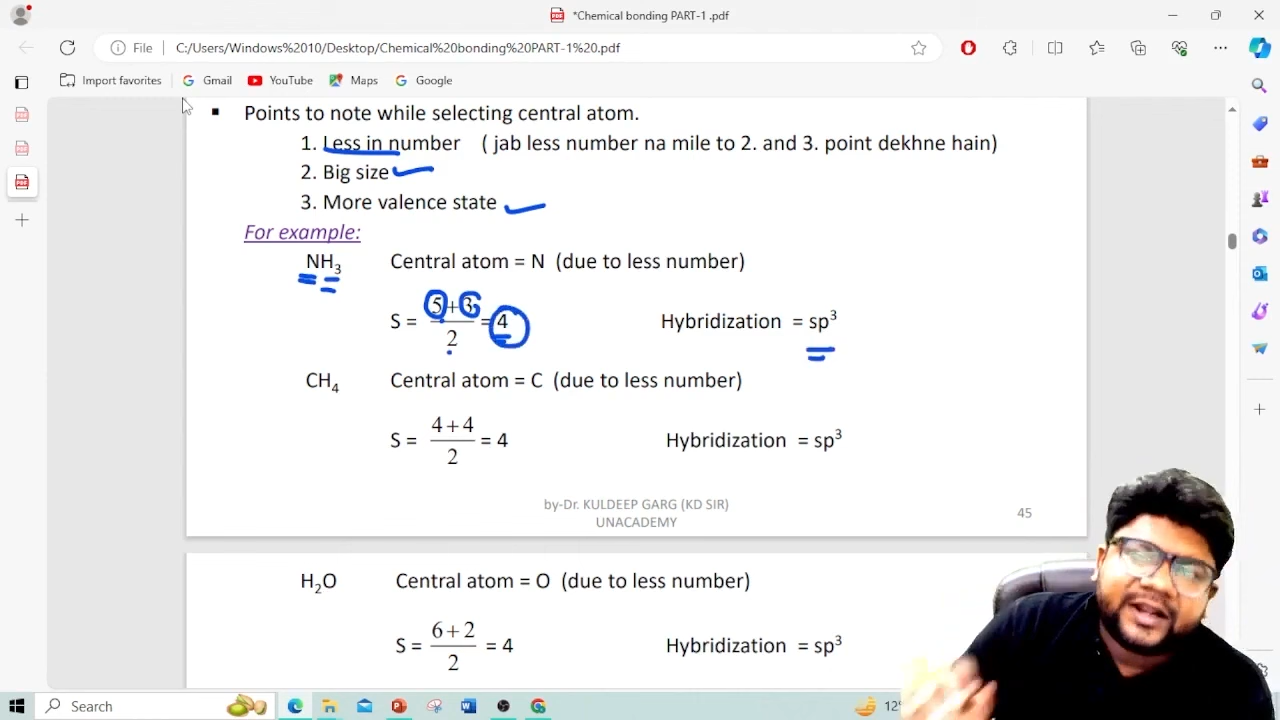 *Chemical bonding PART-1 .pdf
File
C:/Users/Windows%2010/Desktop/Chemical%20bonding%20PART-1%20.pdf
Import favorites
Gmail
YouTube
Maps
Google
▪ Points to note while selecting central atom.
1. Less in number ( jab less number na mile to 2. and 3. point dekhne hain)
2. Big size
3. More valence state
For example:
NH₃ Central atom = N (due to less number)
S = (5+3)/2 = 4 Hybridization = sp³
CH₄ Central atom = C (due to less number)
S = (4+4)/2 = 4 Hybridization = sp³
by-Dr. KULDEEP GARG (KD SIR)
UNACADEMY
45
H₂O Central atom = O (due to less number)
S = (6+2)/2 = 4 Hybridization = sp³
Search